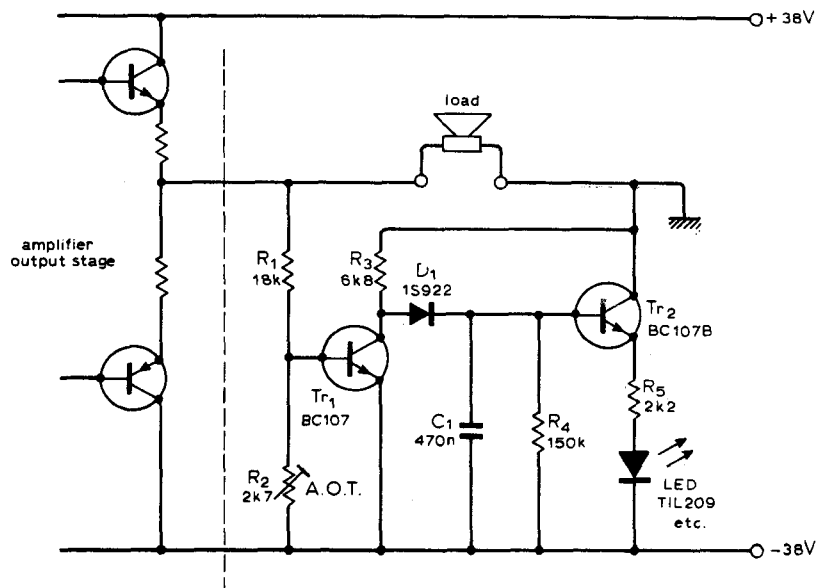 +38V
load
amplifier
output stage
R1
18k
R3
6k8
D1
1S922
Tr2
BC107B
Tr1
BC107
R5
2k2
C1
470n
R4
150k
R2
2k7
A.O.T.
LED
TIL209
etc.
-38V